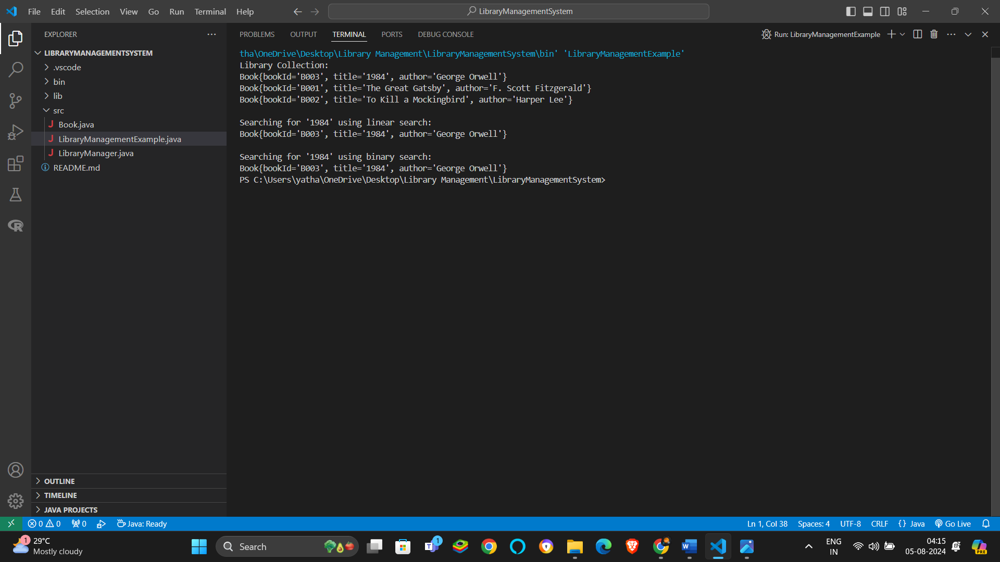 File Edit Selection View Go Run Terminal Help
LibraryManagementSystem
EXPLORER
PROBLEMS OUTPUT TERMINAL PORTS DEBUG CONSOLE
Run: LibraryManagementExample
LIBRARYMANAGEMENTSYSTEM
.vscode
bin
lib
src
Book.java
LibraryManagementExample.java
LibraryManager.java
README.md
tha\OneDrive\Desktop\Library Management\LibraryManagementSystem\bin' 'LibraryManagementExample'
Library Collection:
Book{bookId='B003', title='1984', author='George Orwell'}
Book{bookId='B001', title='The Great Gatsby', author='F. Scott Fitzgerald'}
Book{bookId='B002', title='To Kill a Mockingbird', author='Harper Lee'}
Searching for '1984' using linear search:
Book{bookId='B003', title='1984', author='George Orwell'}
Searching for '1984' using binary search:
Book{bookId='B003', title='1984', author='George Orwell'}
PS C:\Users\yatha\OneDrive\Desktop\Library Management\LibraryManagementSystem>
OUTLINE
TIMELINE
JAVA PROJECTS
0 0 0 Java: Ready
Ln 1, Col 38 Spaces: 4 UTF-8 CRLF {} Java Go Live
1
29°C
Mostly cloudy
Search
1
ENG
IN
04:15
05-08-2024
PRE